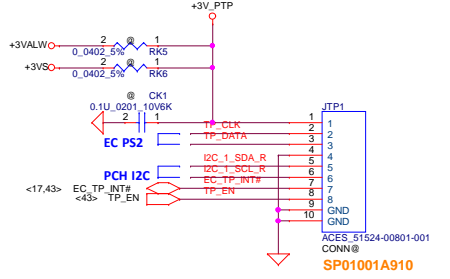 +3V_PTP
+3VALW
2 @ 1
0_0402_5% RK5
+3VS
2 @ 1
0_0402_5% RK6
@ CK1
0.1U_0201_10V6K
2 1
JTP1
TP_CLK 1 1
EC PS2 TP_DATA 2 2
3 3
4 4
I2C_1_SDA_R 5 5
PCH I2C I2C_1_SCL_R 6 6
<17,43> EC_TP_INT# EC_TP_INT# 7 7
<43> TP_EN TP_EN 8 8
9 GND
10 GND
ACES_51524-00801-001
CONN@
SP01001A910